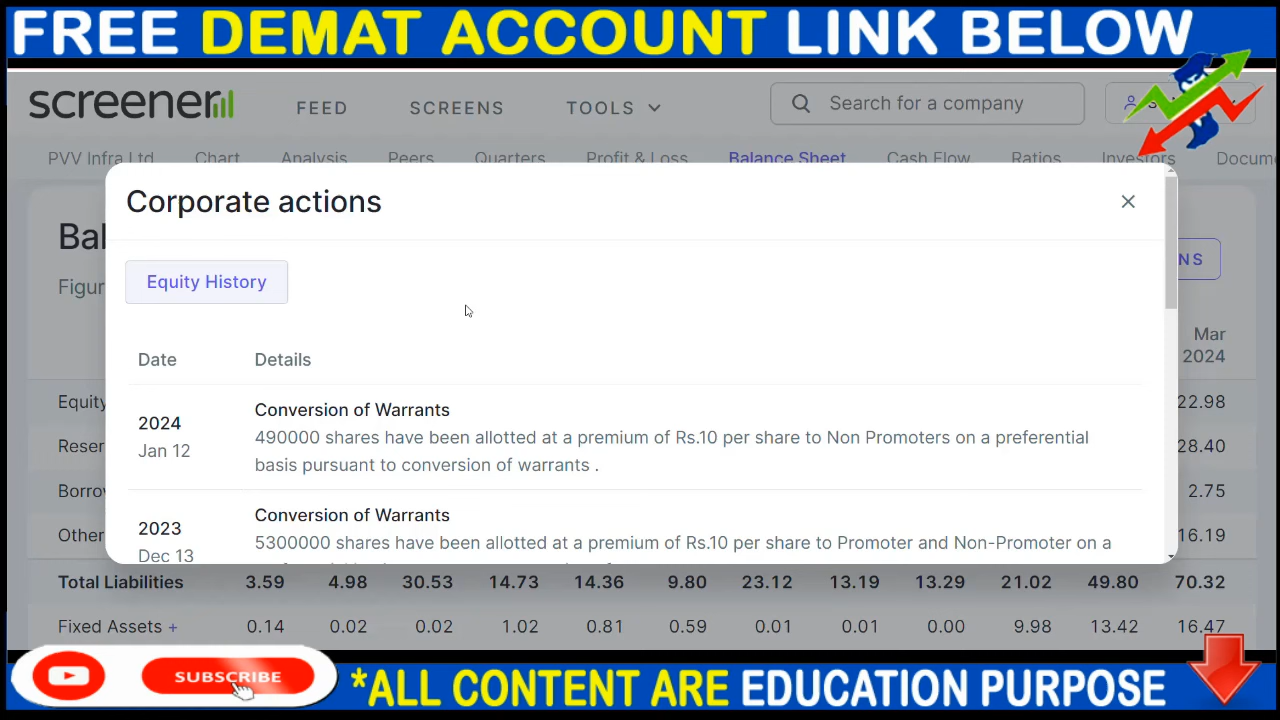 FREE DEMAT ACCOUNT LINK BELOW
screener
FEED
SCREENS
TOOLS
Search for a company
PVV Infra Ltd
Chart
Analysis
Peers
Quarters
Profit & Loss
Balance Sheet
Cash Flow
Ratios
Investors
Docum
Corporate actions
Bal
Figur
NS
Equity History
Mar
2024
Date Details
2024
Jan 12
Conversion of Warrants
490000 shares have been allotted at a premium of Rs.10 per share to Non Promoters on a preferential
basis pursuant to conversion of warrants .
2023
Dec 13
Conversion of Warrants
5300000 shares have been allotted at a premium of Rs.10 per share to Promoter and Non-Promoter on a
Equity 22.98
Reser 28.40
Borrow 2.75
Other 16.19
Total Liabilities 3.59 4.98 30.53 14.73 14.36 9.80 23.12 13.19 13.29 21.02 49.80 70.32
Fixed Assets + 0.14 0.02 0.02 1.02 0.81 0.59 0.01 0.01 0.00 9.98 13.42 16.47
SUBSCRIBE
*ALL CONTENT ARE EDUCATION PURPOSE